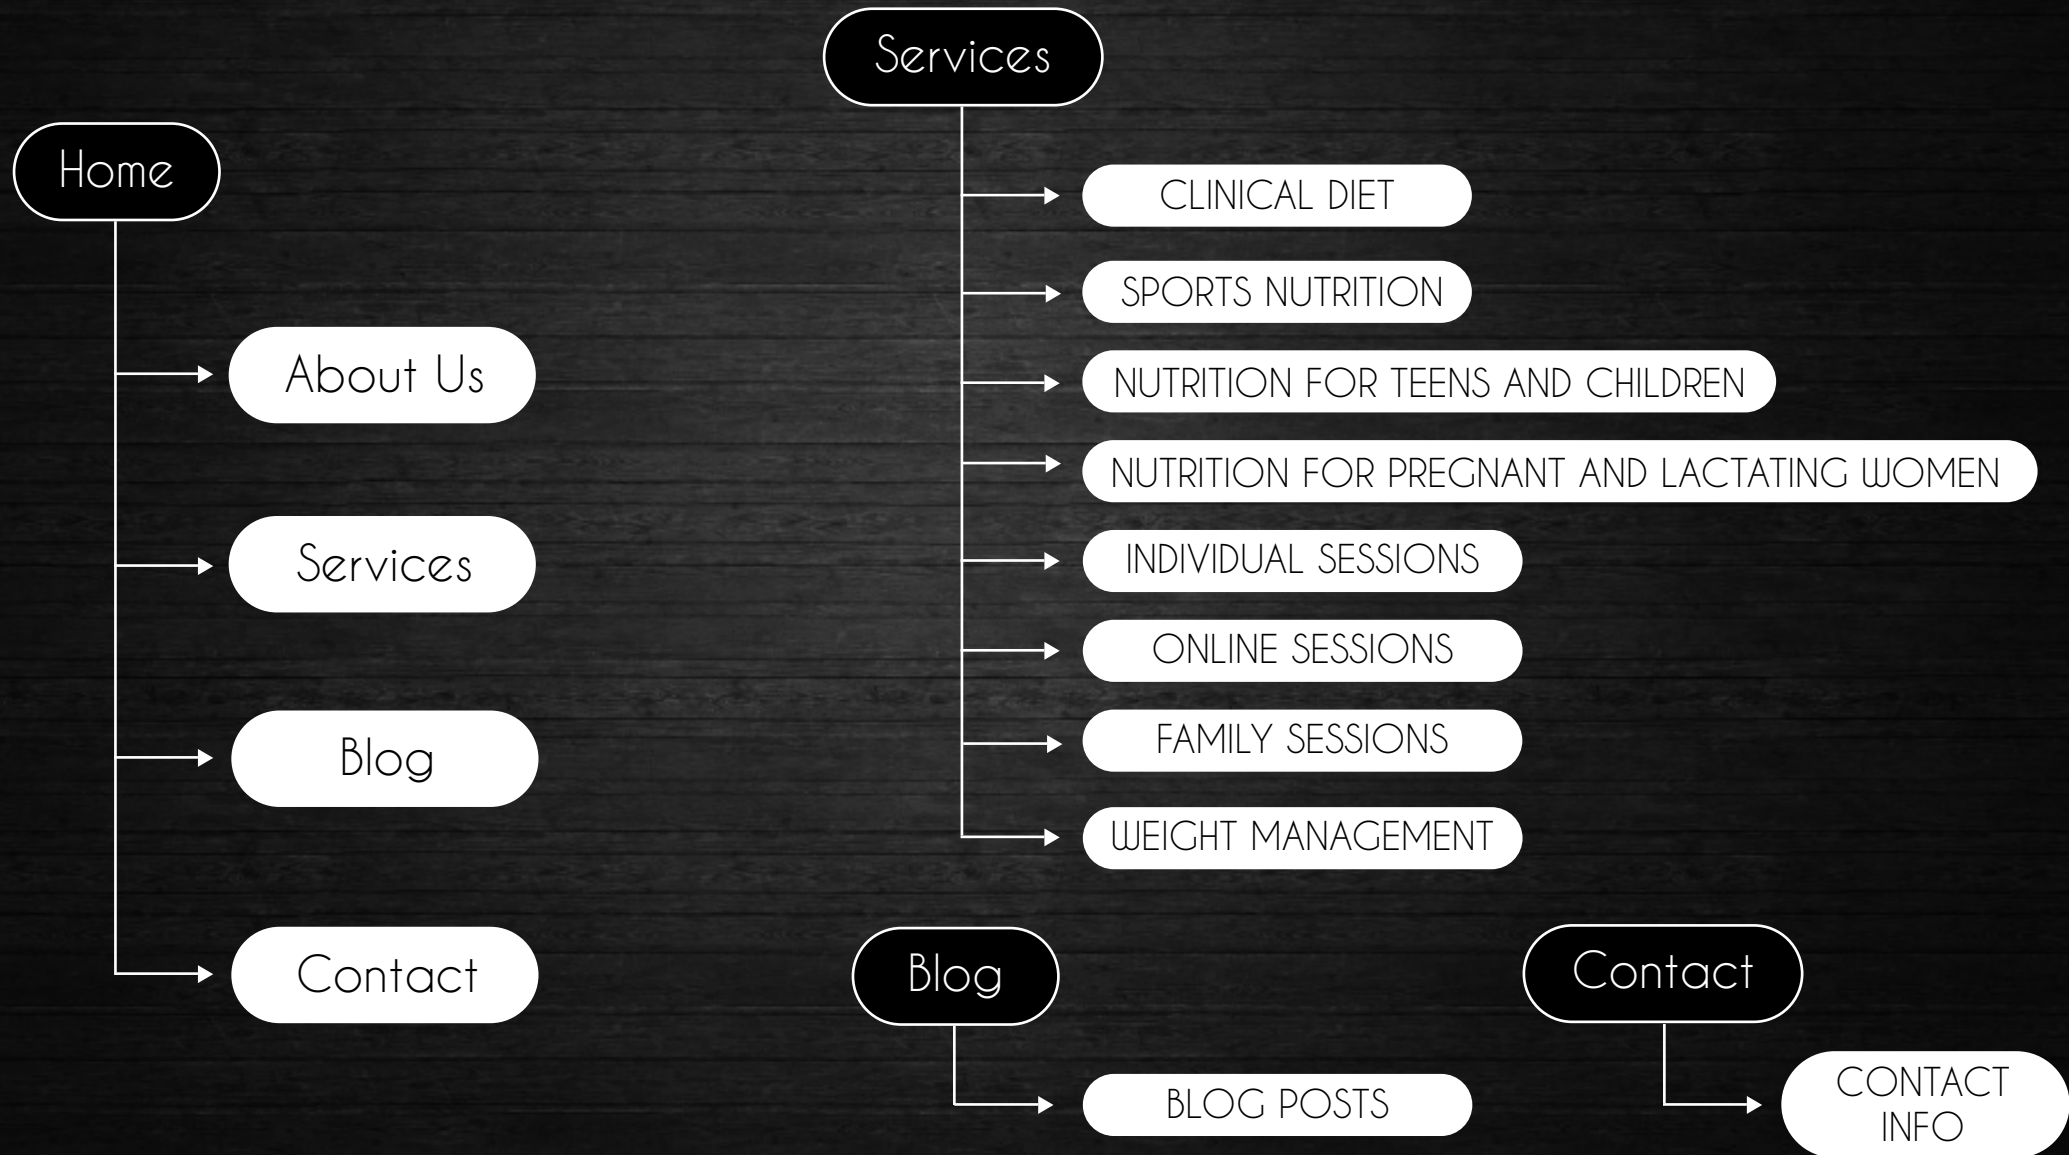 Home
About Us
Services
Blog
Contact
Services
CLINICAL DIET
SPORTS NUTRITION
NUTRITION FOR TEENS AND CHILDREN
NUTRITION FOR PREGNANT AND LACTATING WOMEN
INDIVIDUAL SESSIONS
ONLINE SESSIONS
FAMILY SESSIONS
WEIGHT MANAGEMENT
Blog
BLOG POSTS
Contact
CONTACT
INFO